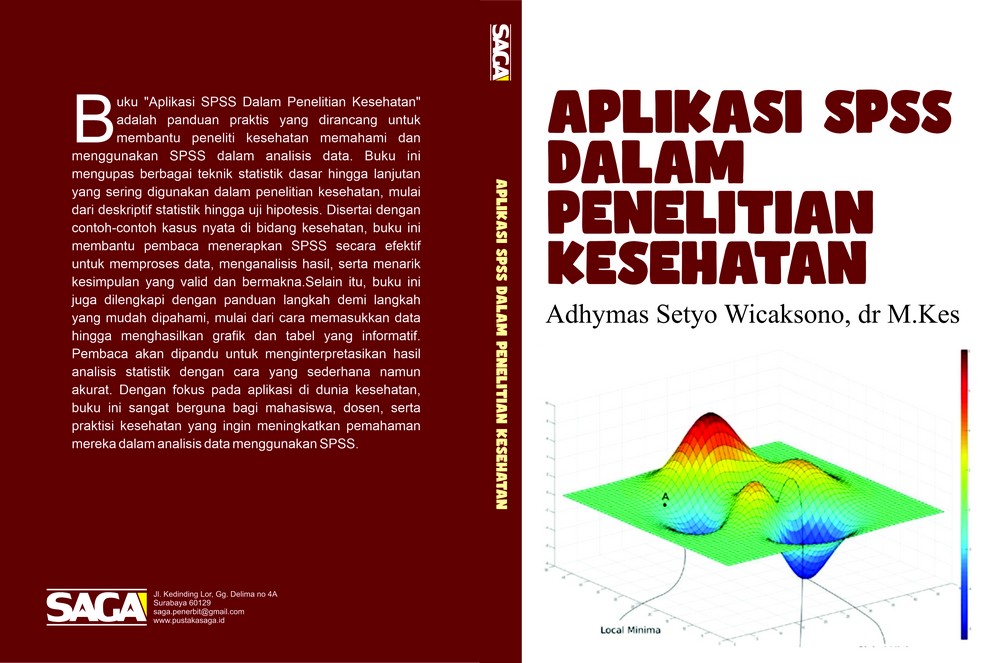 Buku "Aplikasi SPSS Dalam Penelitian Kesehatan"
adalah panduan praktis yang dirancang untuk
membantu peneliti kesehatan memahami dan
menggunakan SPSS dalam analisis data. Buku ini
mengupas berbagai teknik statistik dasar hingga lanjutan
yang sering digunakan dalam penelitian kesehatan, mulai
dari deskriptif statistik hingga uji hipotesis. Disertai dengan
contoh-contoh kasus nyata di bidang kesehatan, buku ini
membantu pembaca menerapkan SPSS secara efektif
untuk memproses data, menganalisis hasil, serta menarik
kesimpulan yang valid dan bermakna.Selain itu, buku ini
juga dilengkapi dengan panduan langkah demi langkah
yang mudah dipahami, mulai dari cara memasukkan data
hingga menghasilkan grafik dan tabel yang informatif.
Pembaca akan dipandu untuk menginterpretasikan hasil
analisis statistik dengan cara yang sederhana namun
akurat. Dengan fokus pada aplikasi di dunia kesehatan,
buku ini sangat berguna bagi mahasiswa, dosen, serta
praktisi kesehatan yang ingin meningkatkan pemahaman
mereka dalam analisis data menggunakan SPSS.
SAGA
Jl. Kedinding Lor, Gg. Delima no 4A
Surabaya 60129
saga.penerbit@gmail.com
www.pustakasaga.id
SAGA
APLIKASI SPSS DALAM PENELITIAN KESEHATAN
APLIKASI SPSS
DALAM
PENELITIAN
KESEHATAN
Adhymas Setyo Wicaksono, dr M.Kes
A
Local Minima